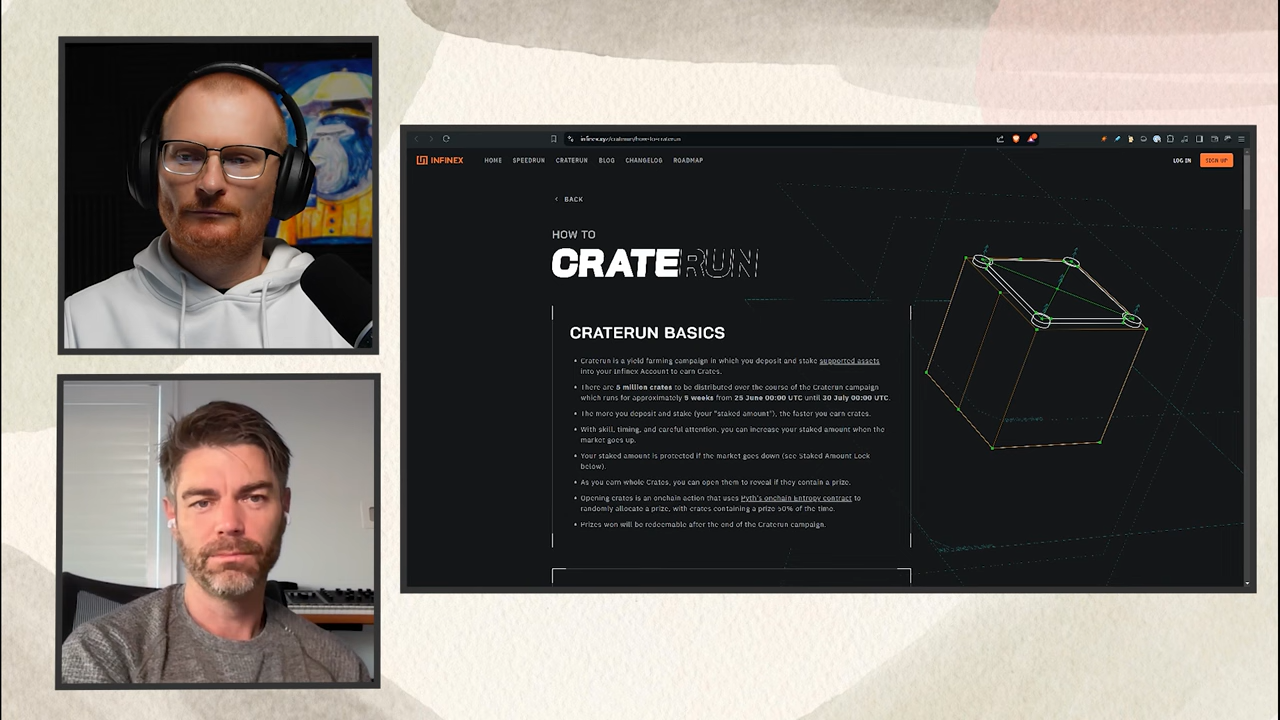 infinex.xyz/craterun/how-to-craterun
INFINEX
HOME SPEEDRUN CRATERUN BLOG CHANGELOG ROADMAP
LOG IN SIGN UP
BACK
HOW TO
CRATERUN
CRATERUN BASICS
• Craterun is a yield farming campaign in which you deposit and stake supported assets
into your Infinex Account to earn Crates.
• There are 5 million crates to be distributed over the course of the Craterun campaign
which runs for approximately 5 weeks from 25 June 00:00 UTC until 30 July 00:00 UTC.
• The more you deposit and stake (your "staked amount"), the faster you earn crates.
• With skill, timing, and careful attention, you can increase your staked amount when the
market goes up.
• Your staked amount is protected if the market goes down (see Staked Amount Lock
below).
• As you earn whole Crates, you can open them to reveal if they contain a prize.
• Opening crates is an onchain action that uses Pyth's onchain Entropy contract to
randomly allocate a prize, with crates containing a prize 50% of the time.
• Prizes won will be redeemable after the end of the Craterun campaign.